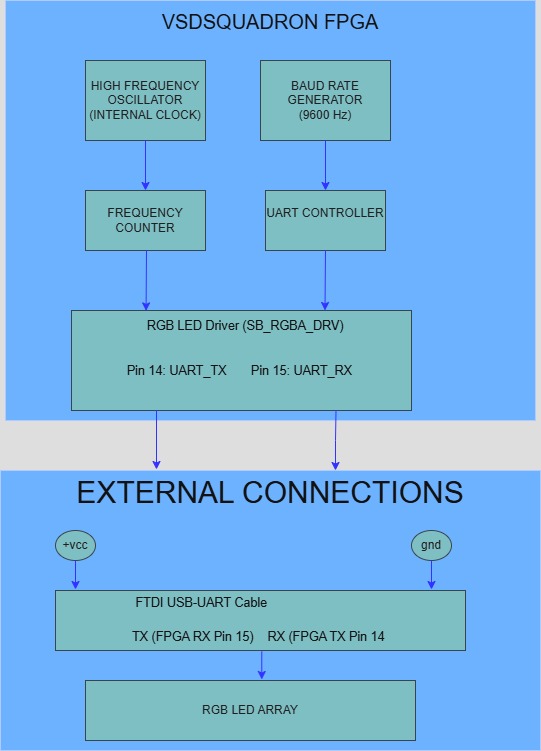 VSDSQUADRON FPGA
HIGH FREQUENCY
OSCILLATOR
(INTERNAL CLOCK)
BAUD RATE
GENERATOR
(9600 Hz)
FREQUENCY
COUNTER
UART CONTROLLER
RGB LED Driver (SB_RGBA_DRV)
Pin 14: UART_TX Pin 15: UART_RX
EXTERNAL CONNECTIONS
+vcc
gnd
FTDI USB-UART Cable
TX (FPGA RX Pin 15) RX (FPGA TX Pin 14
RGB LED ARRAY